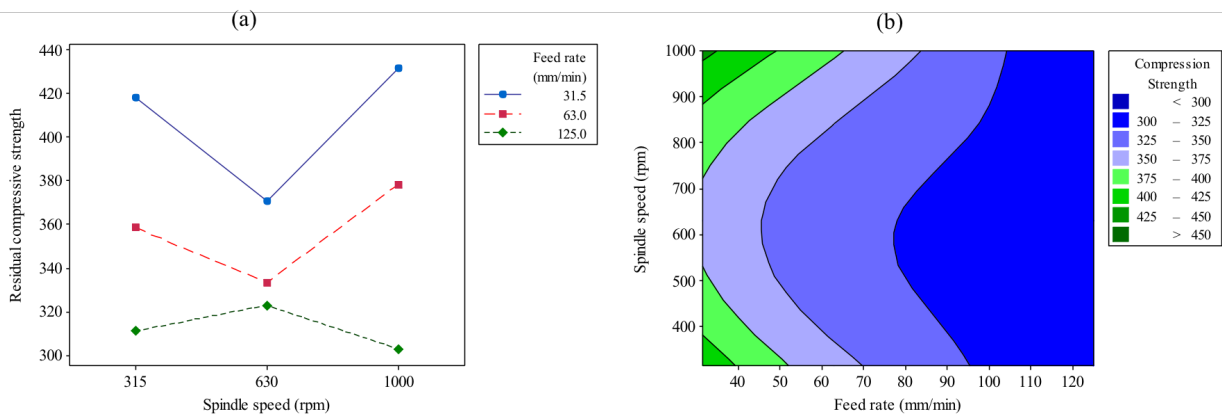 (a)
440
420
400
380
360
340
320
300
Residual compressive strength
315
630
1000
Spindle speed (rpm)
Feed rate
(mm/min)
31.5
63.0
125.0
(b)
1000
900
800
700
600
500
400
Spindle speed (rpm)
40
50
60
70
80
90
100
110
120
Feed rate (mm/min)
Compression
Strength
< 300
300 – 325
325 – 350
350 – 375
375 – 400
400 – 425
425 – 450
> 450